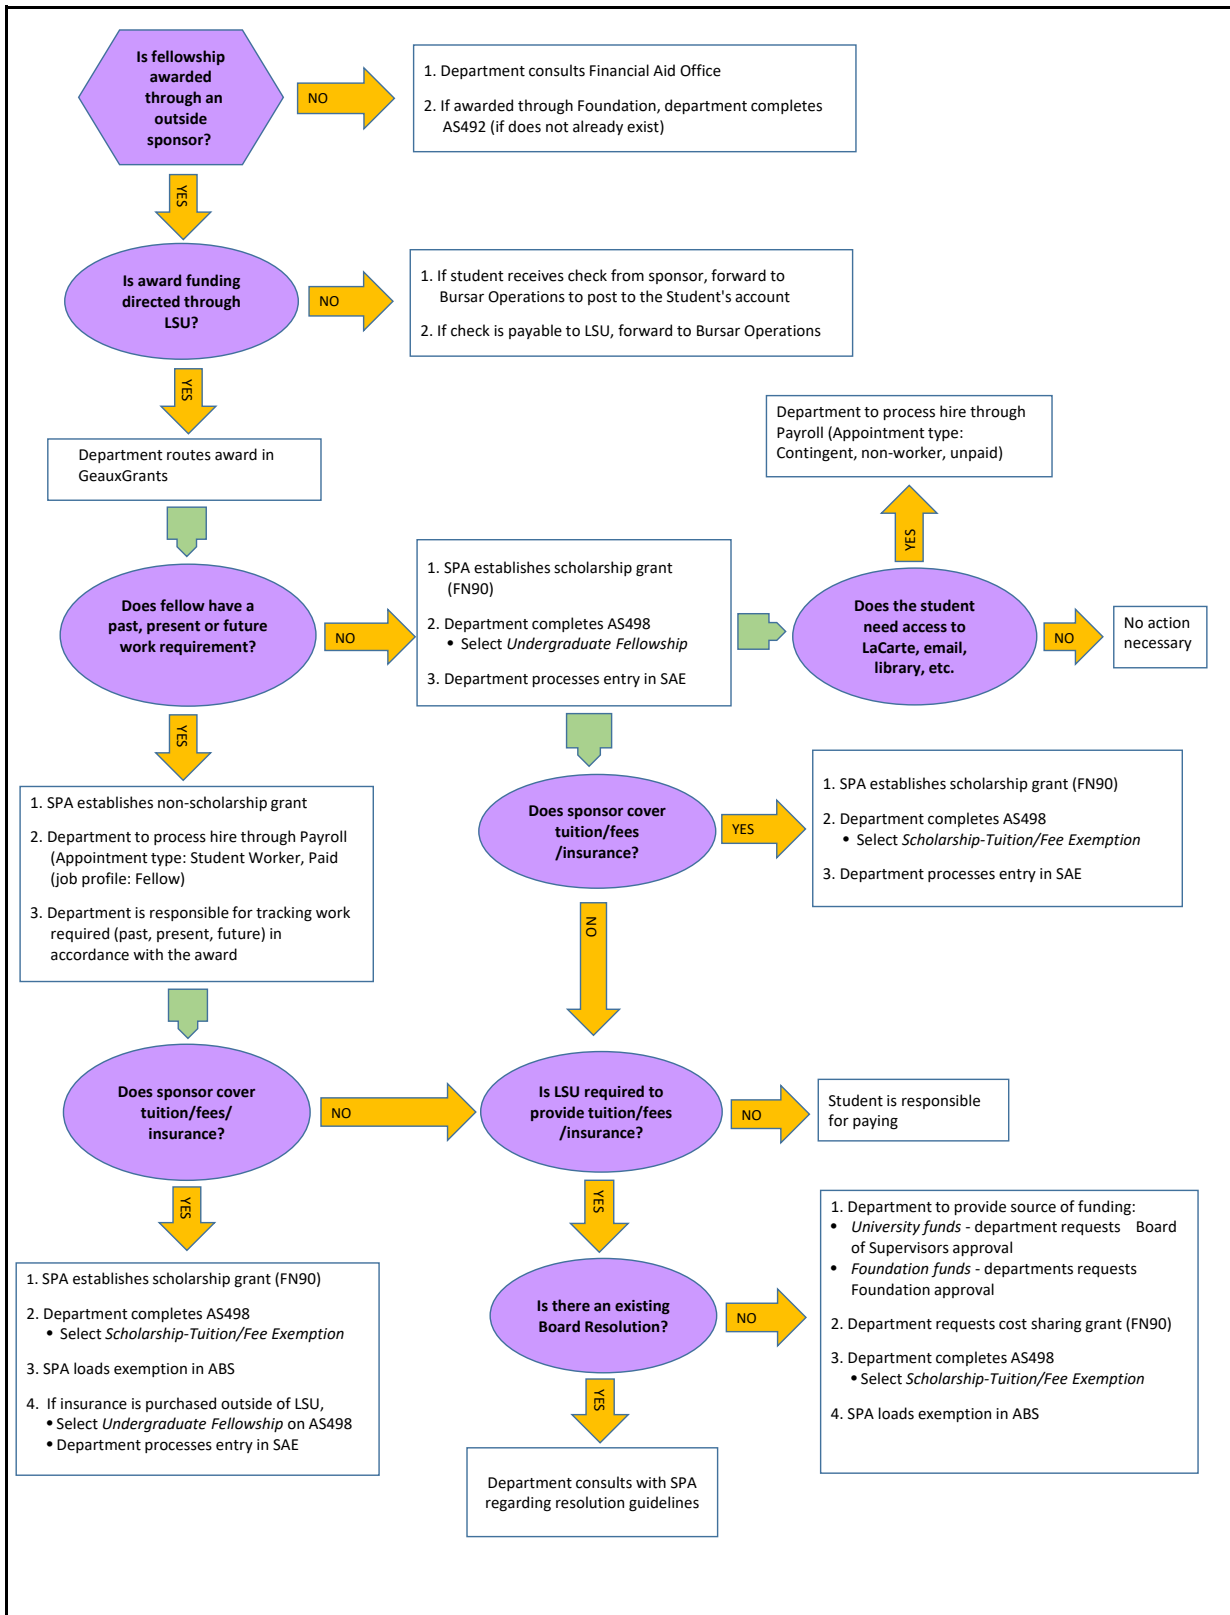 Is fellowship
awarded
through an
outside
sponsor?
NO
1. Department consults Financial Aid Office
2. If awarded through Foundation, department completes
AS492 (if does not already exist)
YES
Is award funding
directed through
LSU?
NO
1. If student receives check from sponsor, forward to
Bursar Operations to post to the Student's account
2. If check is payable to LSU, forward to Bursar Operations
YES
Department routes award in
GeauxGrants
Department to process hire through
Payroll (Appointment type:
Contingent, non-worker, unpaid)
YES
Does fellow have a
past, present or future
work requirement?
NO
1. SPA establishes scholarship grant
(FN90)
2. Department completes AS498
• Select Undergraduate Fellowship
3. Department processes entry in SAE
Does the student
need access to
LaCarte, email,
library, etc.
NO
No action
necessary
YES
1. SPA establishes non-scholarship grant
2. Department to process hire through Payroll
(Appointment type: Student Worker, Paid
(job profile: Fellow)
3. Department is responsible for tracking work
required (past, present, future) in
accordance with the award
Does sponsor cover
tuition/fees
/insurance?
YES
1. SPA establishes scholarship grant (FN90)
2. Department completes AS498
• Select Scholarship-Tuition/Fee Exemption
3. Department processes entry in SAE
NO
Does sponsor cover
tuition/fees/
insurance?
NO
Is LSU required to
provide tuition/fees
/insurance?
NO
Student is responsible
for paying
YES
YES
1. SPA establishes scholarship grant (FN90)
2. Department completes AS498
• Select Scholarship-Tuition/Fee Exemption
3. SPA loads exemption in ABS
4. If insurance is purchased outside of LSU,
• Select Undergraduate Fellowship on AS498
• Department processes entry in SAE
Is there an existing
Board Resolution?
NO
1. Department to provide source of funding:
• University funds - department requests Board
of Supervisors approval
• Foundation funds - departments requests
Foundation approval
2. Department requests cost sharing grant (FN90)
3. Department completes AS498
• Select Scholarship-Tuition/Fee Exemption
4. SPA loads exemption in ABS
YES
Department consults with SPA
regarding resolution guidelines